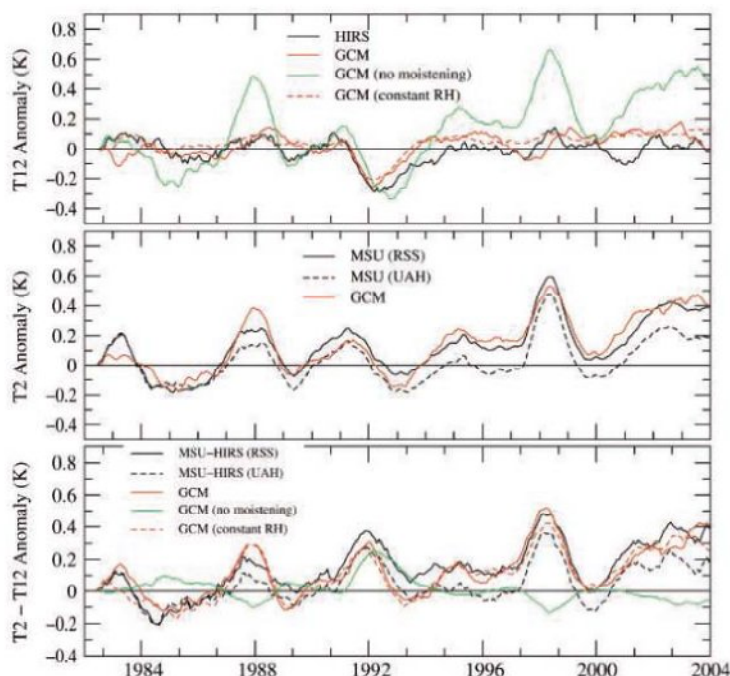 T12 Anomaly (K)
0.8
0.6
0.4
0.2
0
-0.2
-0.4
HIRS
GCM
GCM (no moistening)
GCM (constant RH)
T2 Anomaly (K)
0.8
0.6
0.4
0.2
0
-0.2
-0.4
MSU (RSS)
MSU (UAH)
GCM
T2 − T12 Anomaly (K)
0.8
0.6
0.4
0.2
0
-0.2
-0.4
MSU-HIRS (RSS)
MSU-HIRS (UAH)
GCM
GCM (no moistening)
GCM (constant RH)
1984 1988 1992 1996 2000 2004